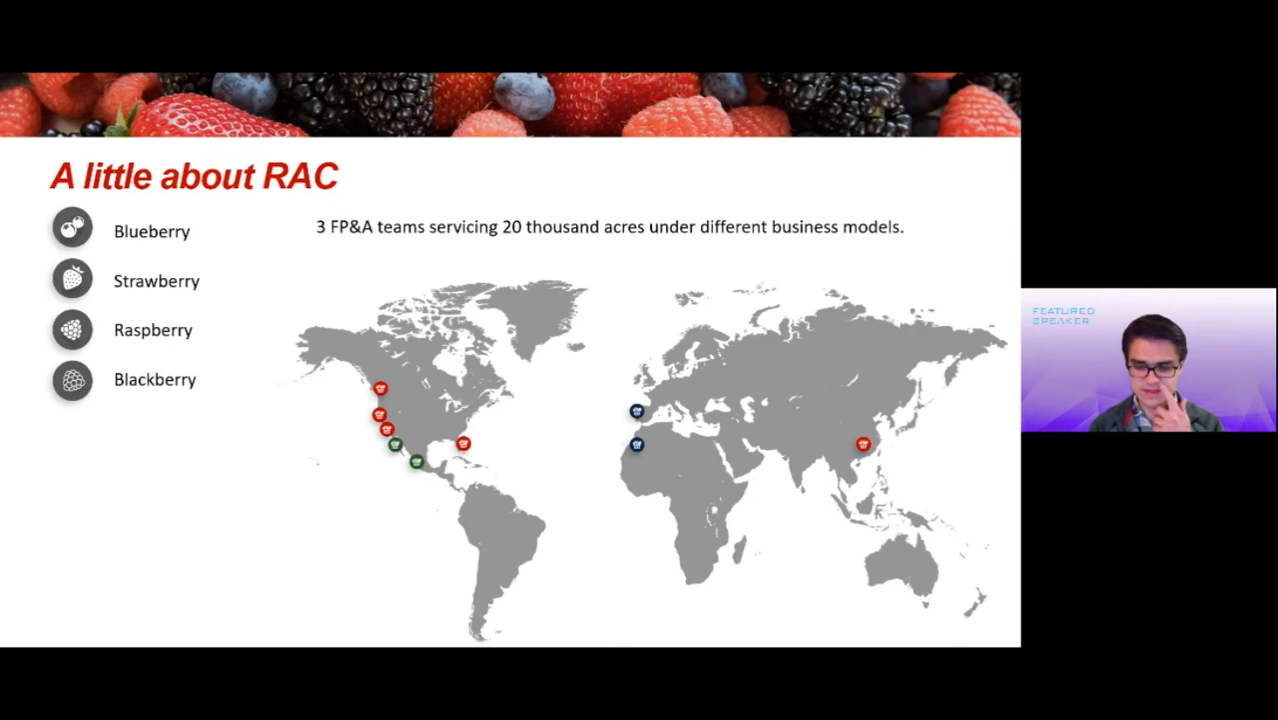 A little about RAC
Blueberry
Strawberry
Raspberry
Blackberry
3 FP&A teams servicing 20 thousand acres under different business models.
FEATURED
SPEAKER